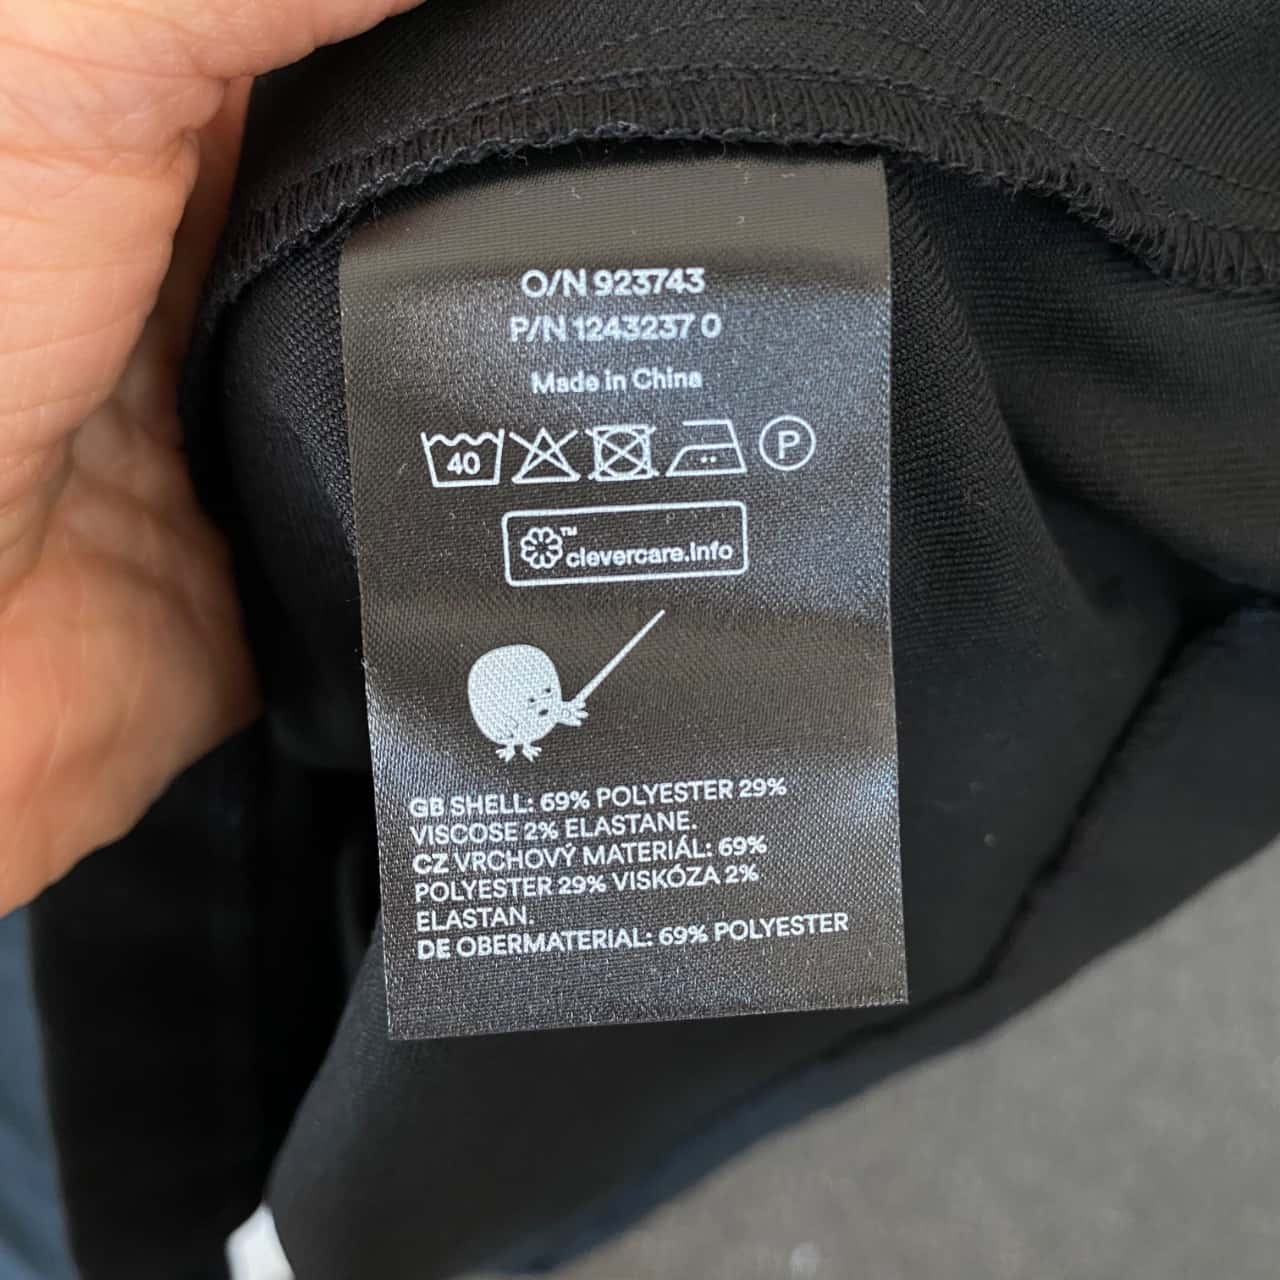 O/N 923743
P/N 1243237 0
Made in China
40 P
™
clevercare.info
GB SHELL: 69% POLYESTER 29%
VISCOSE 2% ELASTANE.
CZ VRCHOVÝ MATERIÁL: 69%
POLYESTER 29% VISKÓZA 2%
ELASTAN.
DE OBERMATERIAL: 69% POLYESTER